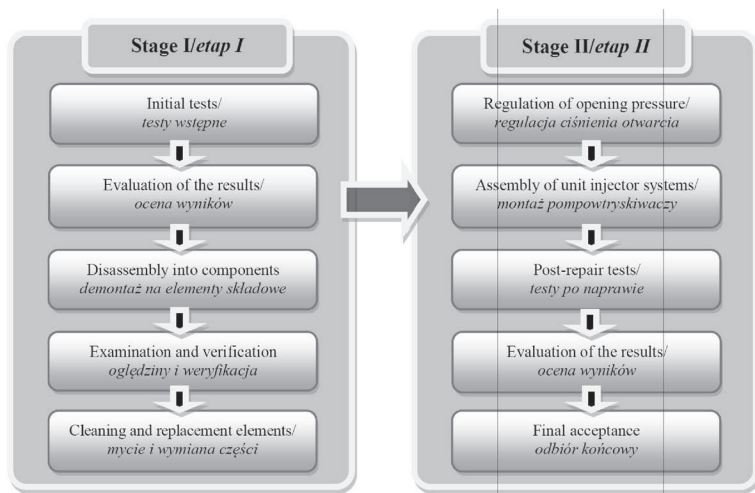 Stage I/etap I
Initial tests/
testy wstępne
Evaluation of the results/
ocena wyników
Disassembly into components
demontaż na elementy składowe
Examination and verification
oględziny i weryfikacja
Cleaning and replacement elements/
mycie i wymiana części
Stage II/etap II
Regulation of opening pressure/
regulacja ciśnienia otwarcia
Assembly of unit injector systems/
montaż pompowtryskiwaczy
Post-repair tests/
testy po naprawie
Evaluation of the results/
ocena wyników
Final acceptance
odbiór końcowy